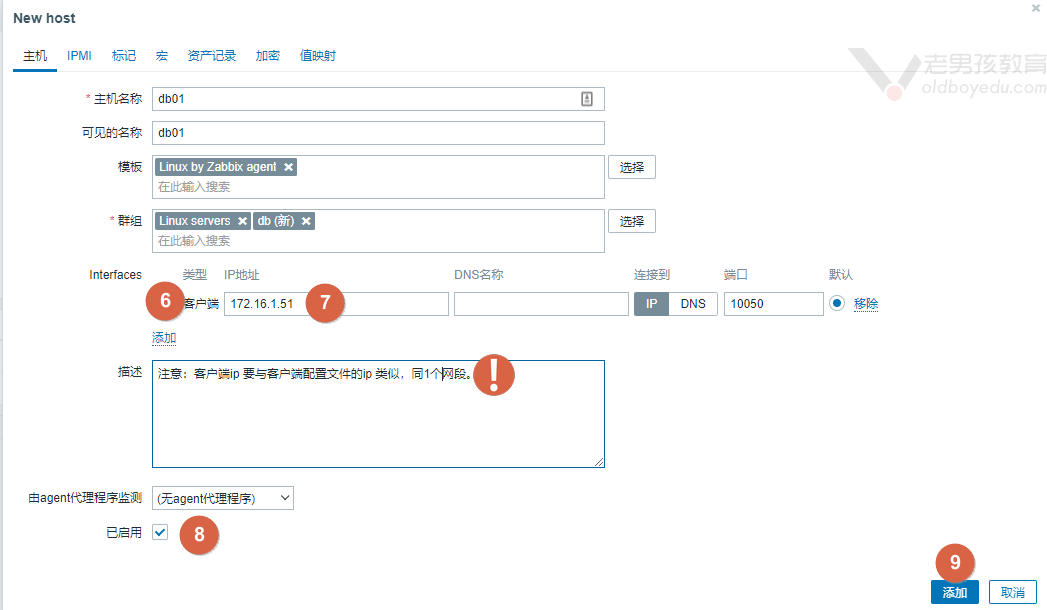 New host
老男孩教育
oldboyedu.com
主机 IPMI 标记 宏 资产记录 加密 值映射
* 主机名称 db01
可见的名称 db01
模板 Linux by Zabbix agent 选择
在此输入搜索
* 群组 Linux servers db (新) 选择
在此输入搜索
Interfaces 类型 IP地址 DNS名称 连接到 端口 默认
6 客户端 172.16.1.51 7 IP DNS 10050 移除
添加
描述 注意：客户端ip 要与客户端配置文件的ip 类似，同1个网段。 !
由agent代理程序监测 (无agent代理程序)
已启用 8
9
添加 取消